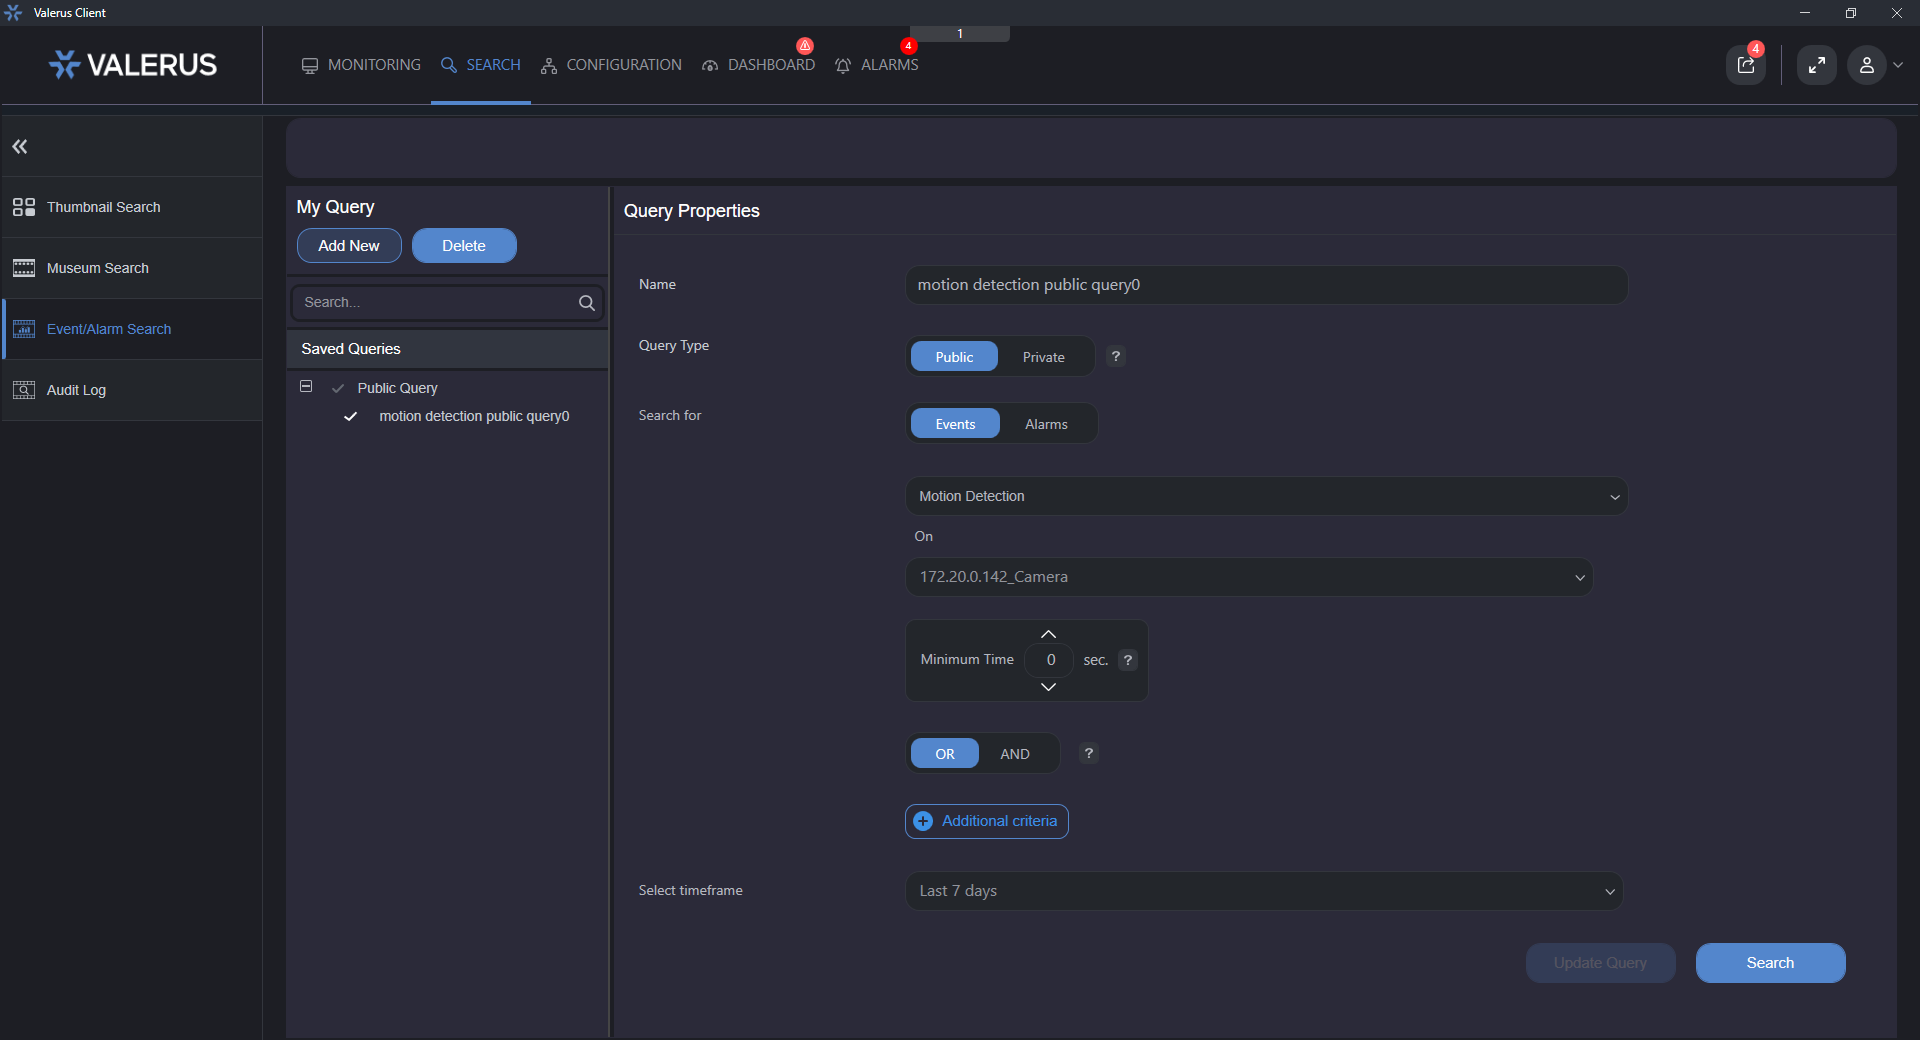 Valerus Client
1
VALERUS
MONITORING
SEARCH
CONFIGURATION
DASHBOARD
4
ALARMS
4
Thumbnail Search
Museum Search
Event/Alarm Search
Audit Log
My Query
Add New
Delete
Search...
Saved Queries
Public Query
motion detection public query0
Query Properties
Name
motion detection public query0
Query Type
Public
Private
?
Search for
Events
Alarms
Motion Detection
On
172.20.0.142_Camera
Minimum Time
0
sec.
?
OR
AND
?
Additional criteria
Select timeframe
Last 7 days
Update Query
Search